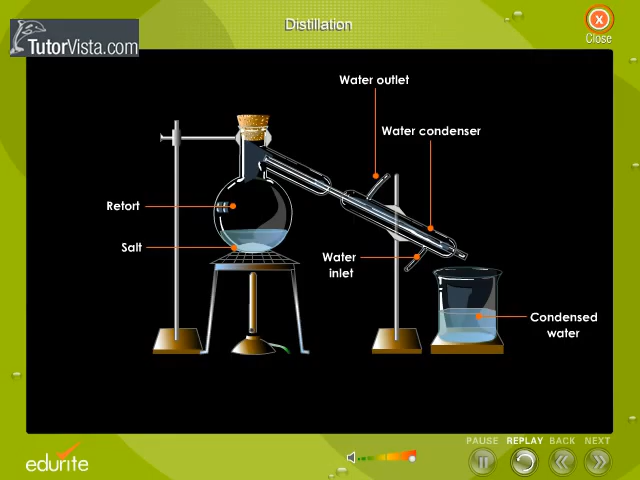 Distillation
TutorVista.com
Close
Water outlet
Water condenser
Retort
Salt
Water
inlet
Condensed
water
PAUSE REPLAY BACK NEXT
edurite